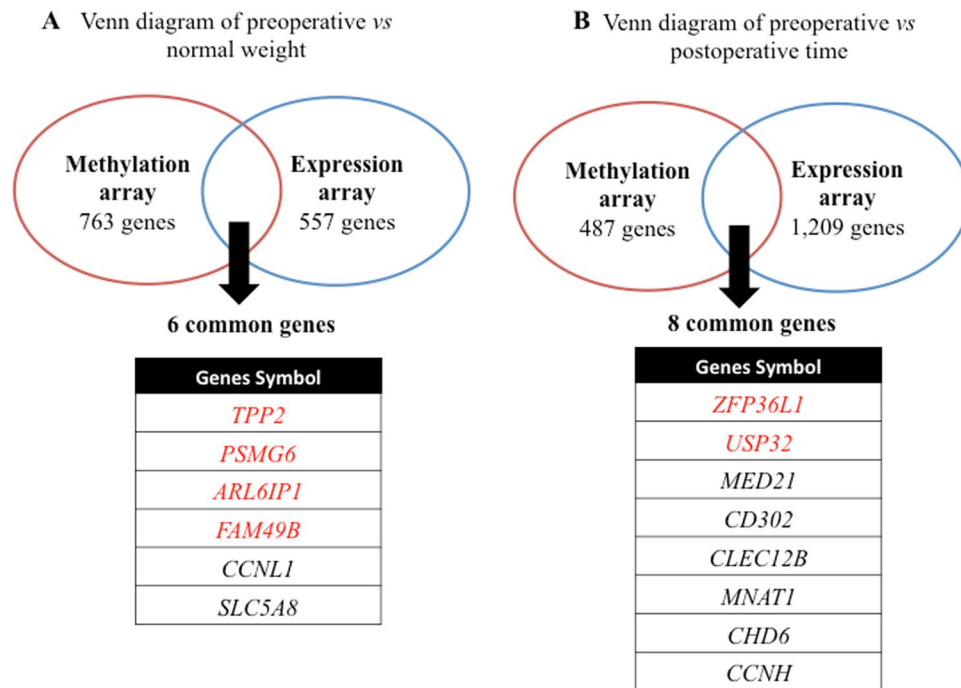 A Venn diagram of preoperative vs
normal weight
Methylation
array
763 genes
Expression
array
557 genes
6 common genes
Genes Symbol
TPP2
PSMG6
ARL6IP1
FAM49B
CCNL1
SLC5A8
B Venn diagram of preoperative vs
postoperative time
Methylation
array
487 genes
Expression
array
1,209 genes
8 common genes
Genes Symbol
ZFP36L1
USP32
MED21
CD302
CLEC12B
MNAT1
CHD6
CCNH